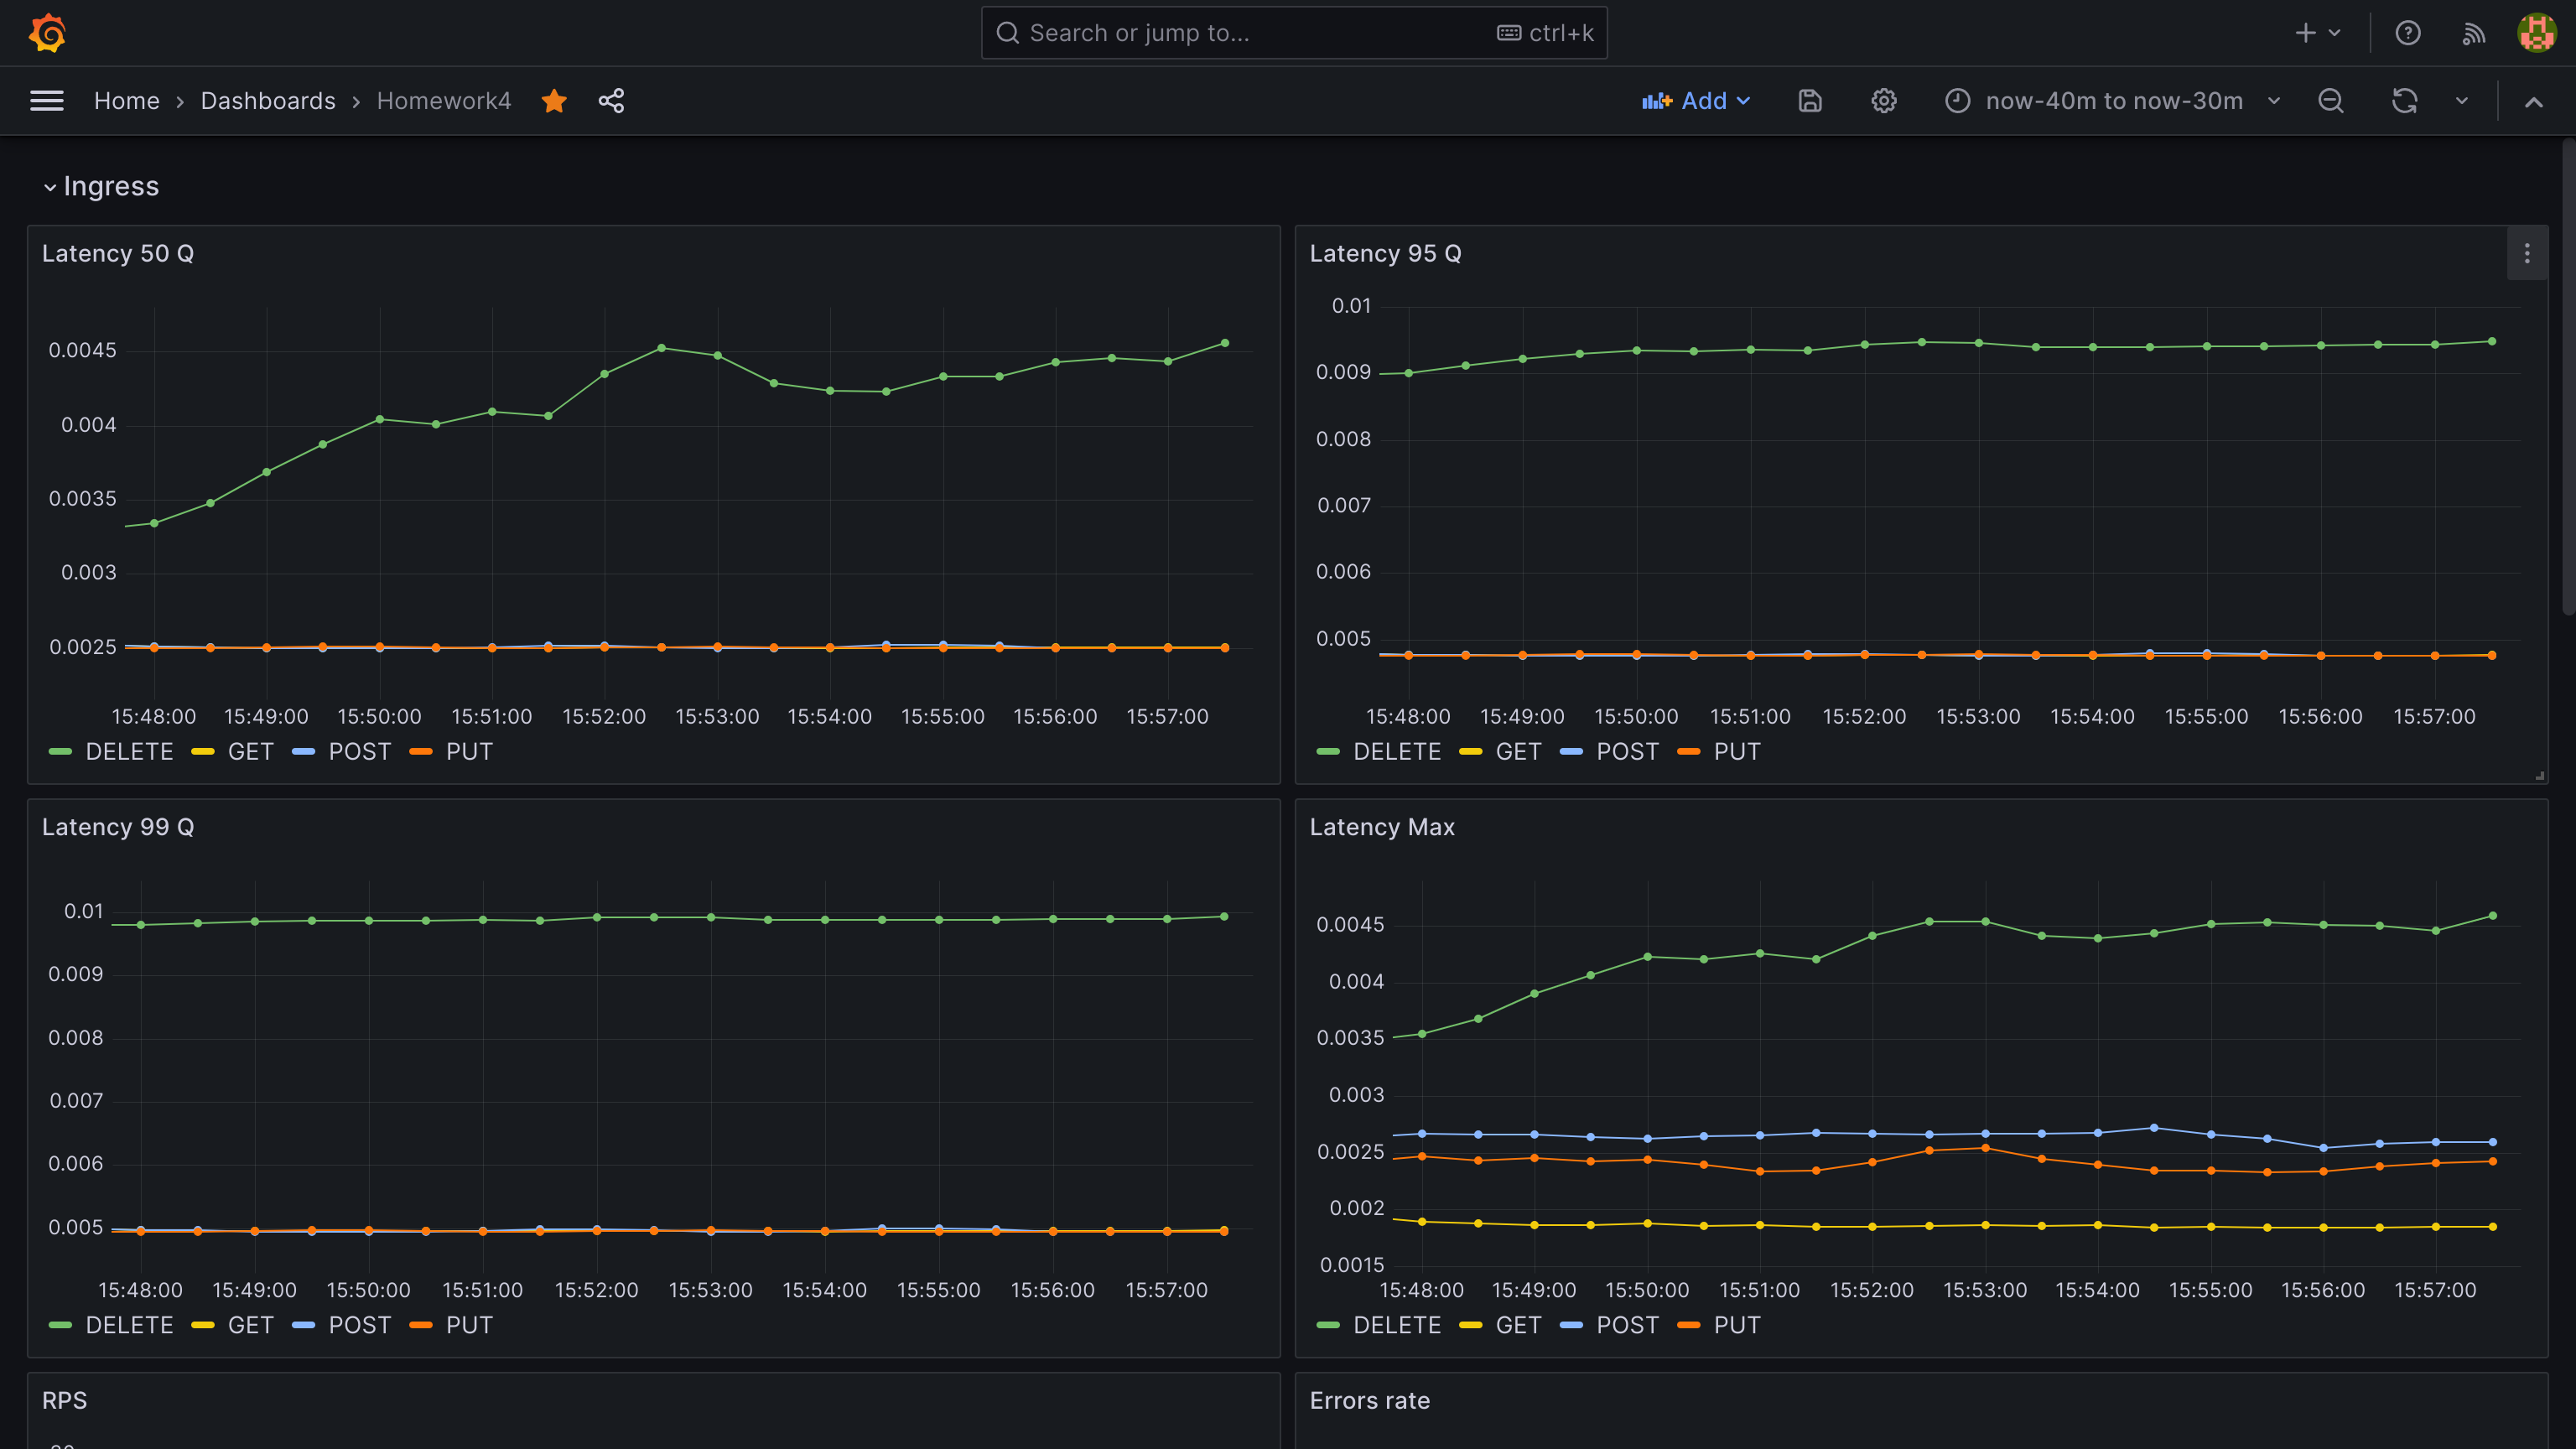 Search or jump to... ctrl+k
Home › Dashboards › Homework4 Add now-40m to now-30m
Ingress
Latency 50 Q
0.0045
0.004
0.0035
0.003
0.0025
15:48:00 15:49:00 15:50:00 15:51:00 15:52:00 15:53:00 15:54:00 15:55:00 15:56:00 15:57:00
DELETE GET POST PUT
Latency 95 Q
0.01
0.009
0.008
0.007
0.006
0.005
15:48:00 15:49:00 15:50:00 15:51:00 15:52:00 15:53:00 15:54:00 15:55:00 15:56:00 15:57:00
DELETE GET POST PUT
Latency 99 Q
0.01
0.009
0.008
0.007
0.006
0.005
15:48:00 15:49:00 15:50:00 15:51:00 15:52:00 15:53:00 15:54:00 15:55:00 15:56:00 15:57:00
DELETE GET POST PUT
Latency Max
0.0045
0.004
0.0035
0.003
0.0025
0.002
0.0015
15:48:00 15:49:00 15:50:00 15:51:00 15:52:00 15:53:00 15:54:00 15:55:00 15:56:00 15:57:00
DELETE GET POST PUT
RPS
Errors rate